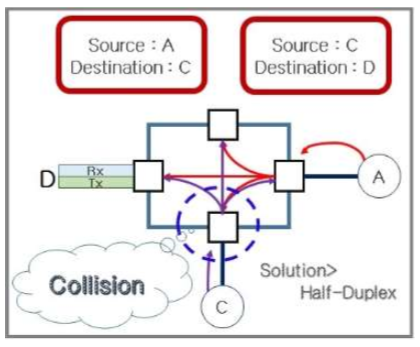 Source : A
Destination : C
Source : C
Destination : D
D
Rx
Tx
A
Collision
Solution>
Half-Duplex
C